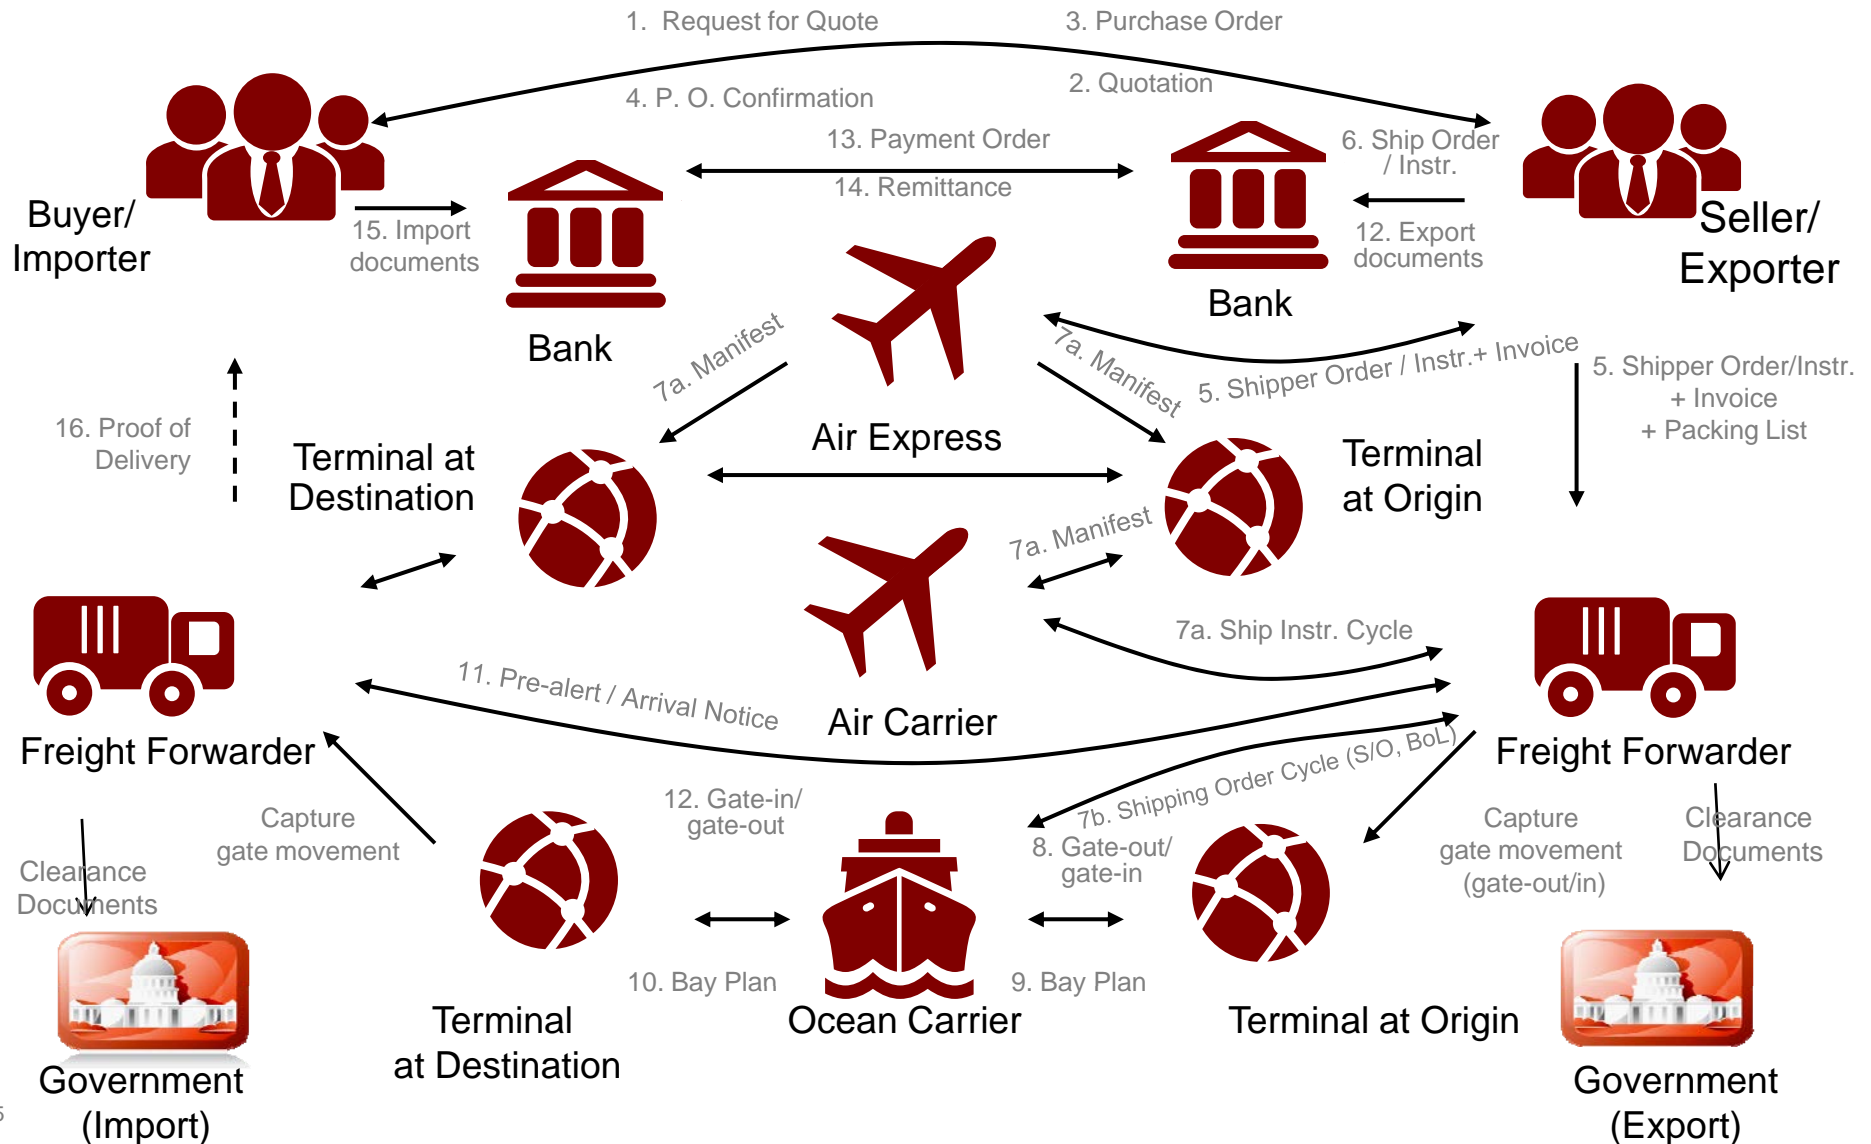 1.  Request for Quote
3. Purchase Order
4. P. O. Confirmation
2. Quotation
13. Payment Order
6. Ship Order
/ Instr.
14. Remittance
Buyer/
Importer
15. Import
documents
12. Export
documents
Seller/
Exporter
Bank
Bank
7a. Manifest
7a. Manifest
5. Shipper Order / Instr.+ Invoice
5. Shipper Order/Instr.
+ Invoice
+ Packing List
16. Proof of
Delivery
Terminal at
Destination
Air Express
Terminal
at Origin
7a. Manifest
7a. Ship Instr. Cycle
11. Pre-alert / Arrival Notice
Air Carrier
Freight Forwarder
Freight Forwarder
7b. Shipping Order Cycle (S/O, BoL)
Capture
gate movement
12. Gate-in/
gate-out
8. Gate-out/
gate-in
Capture
gate movement
(gate-out/in)
Clearance
Documents
Clearance
Documents
10. Bay Plan
9. Bay Plan
Terminal
at Destination
Ocean Carrier
Terminal at Origin
Government
(Import)
Government
(Export)
5